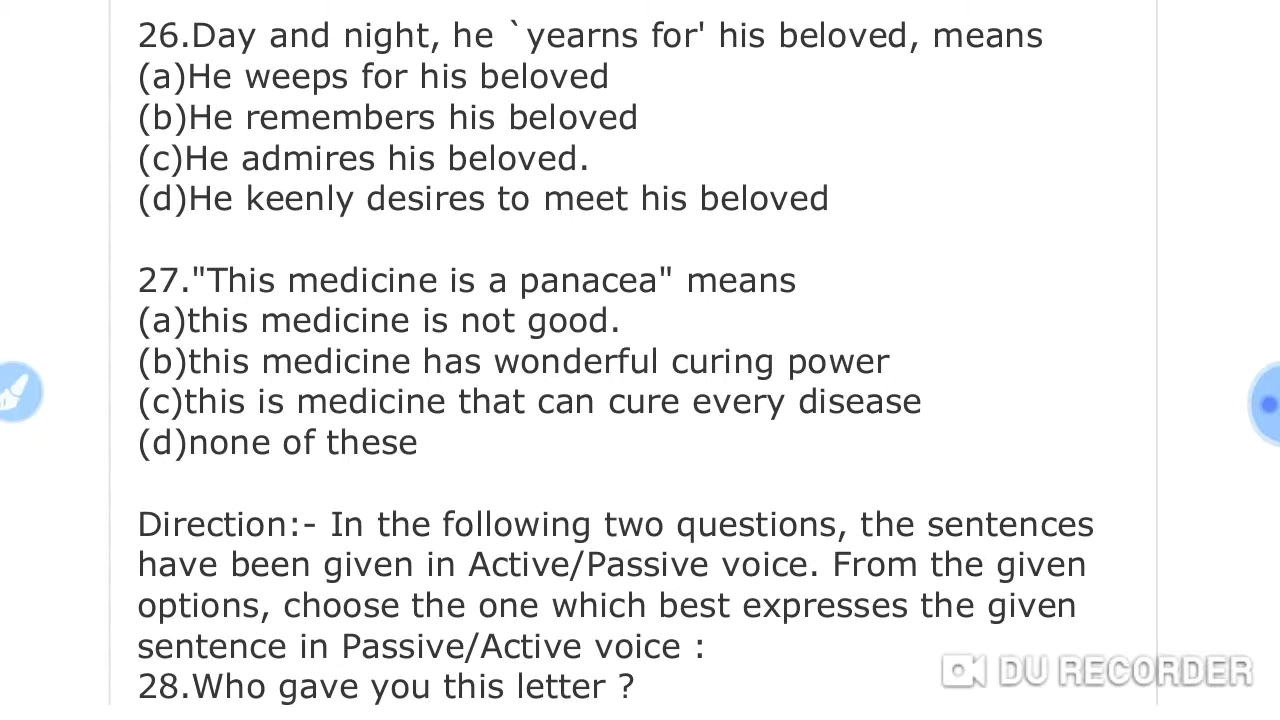 26.Day and night, he `yearns for' his beloved, means
(a)He weeps for his beloved
(b)He remembers his beloved
(c)He admires his beloved.
(d)He keenly desires to meet his beloved
27."This medicine is a panacea" means
(a)this medicine is not good.
(b)this medicine has wonderful curing power
(c)this is medicine that can cure every disease
(d)none of these
Direction:- In the following two questions, the sentences
have been given in Active/Passive voice. From the given
options, choose the one which best expresses the given
sentence in Passive/Active voice :
28.Who gave you this letter ?
DU RECORDER